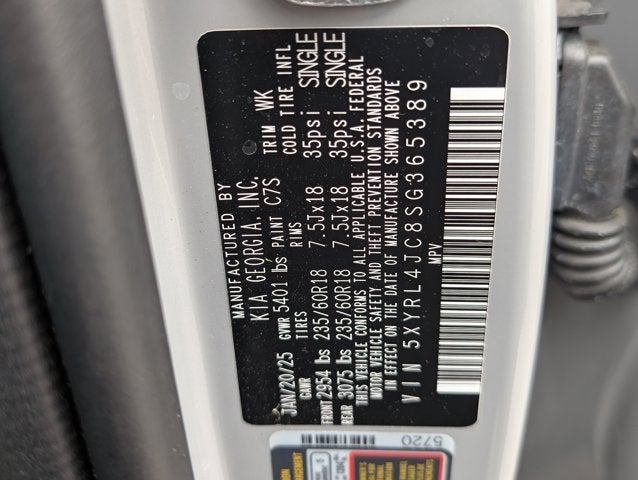 MANUFACTURED BY
KIA GEORGIA, INC.
JAN/20/25 GVWR 5401 lbs PAINT C7S TRIM WK
GAWR TIRES RIMS COLD TIRE INFL
FRONT 2954 lbs 235/60R18 7.5Jx18 35psi SINGLE
REAR 3075 lbs 235/60R18 7.5Jx18 35psi SINGLE
THIS VEHICLE CONFORMS TO ALL APPLICABLE U.S.A. FEDERAL
MOTOR VEHICLE SAFETY AND THEFT PREVENTION STANDARDS
IN EFFECT ON THE DATE OF MANUFACTURE SHOWN ABOVE
VIN 5XYRL4JC8SG365389
MPV
5720